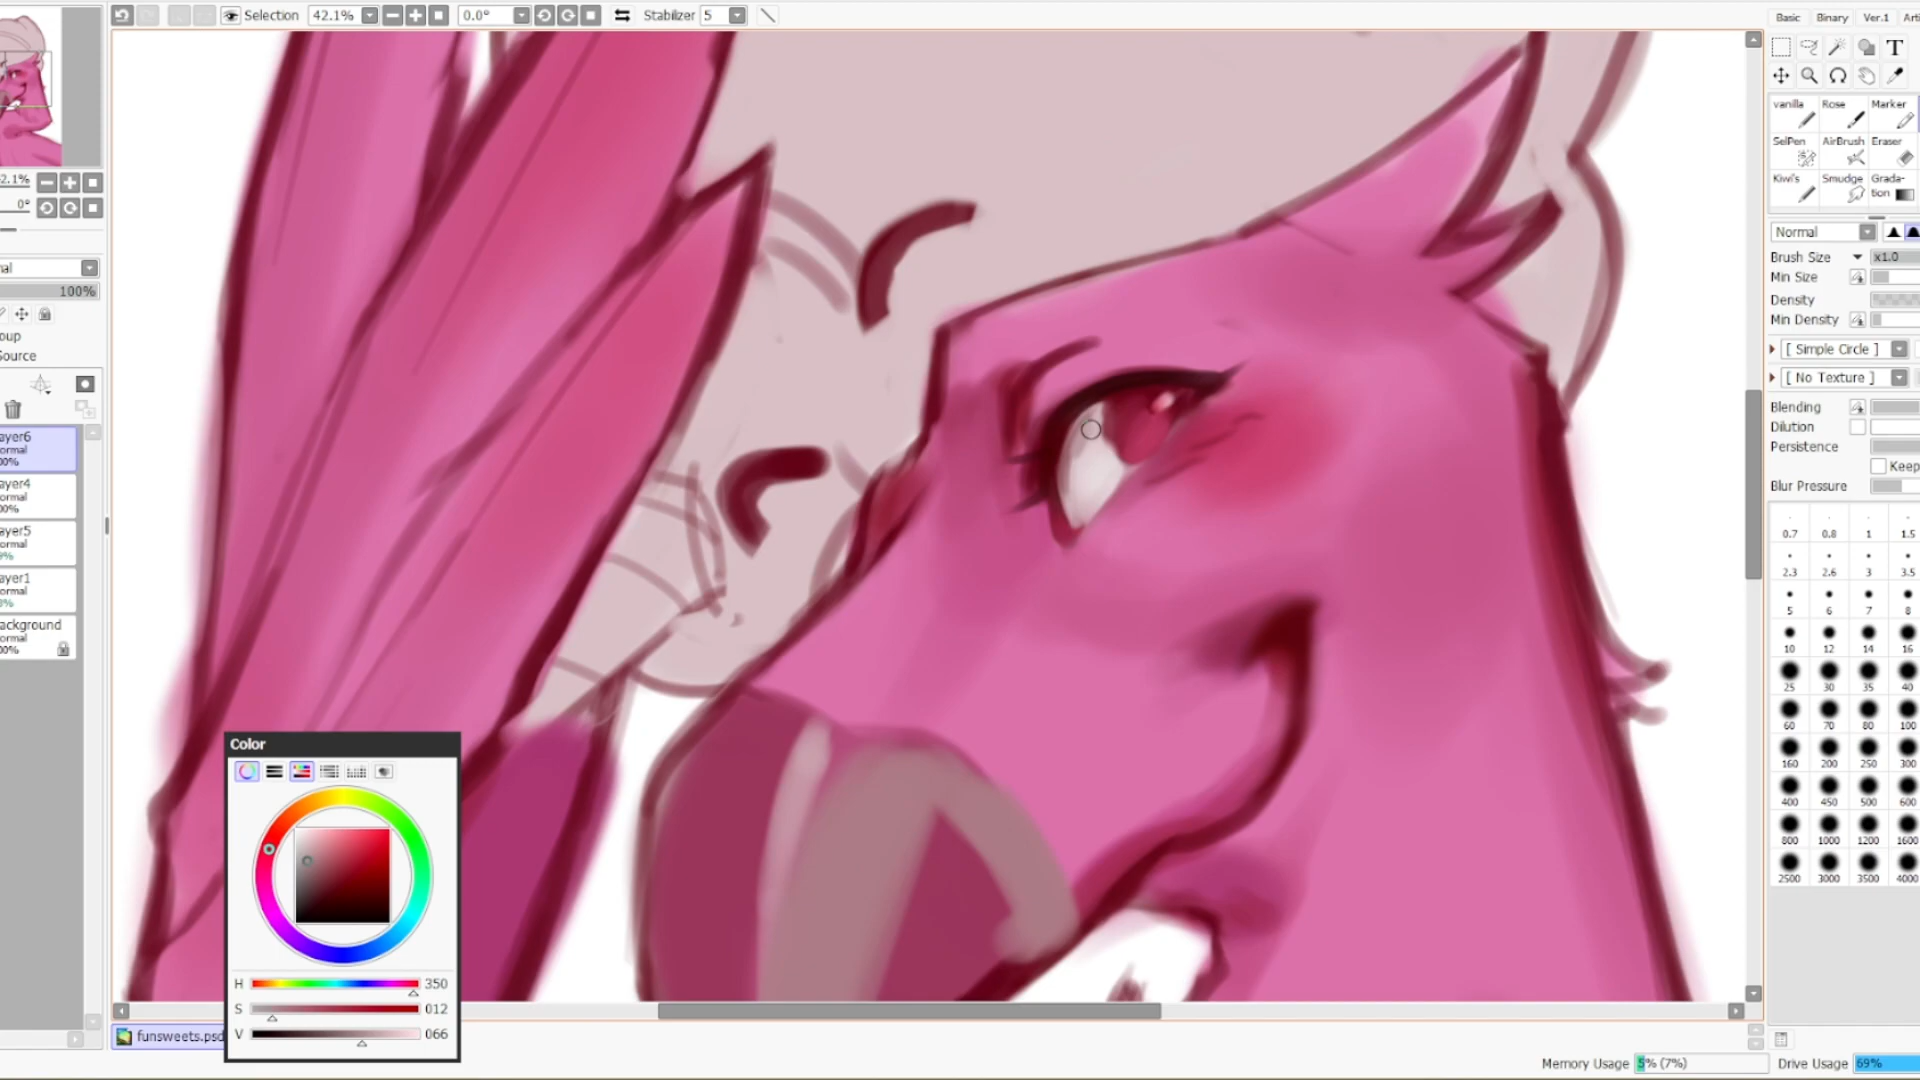 Selection 42.1% 0.0° Stabilizer 5
Basic Binary Ver.1
T
vanilla Rose Marker
SelPen AirBrush Eraser
Kiwi's Smudge Grada-
tion
2.1%
0°
100%
Normal
Brush Size x1.0
Min Size
Density
Min Density
[ Simple Circle ]
[ No Texture ]
Blending
Dilution
Persistence
Keep
Blur Pressure
oup
Source
ayer6
ormal
00%
ayer4
ormal
00%
ayer5
ormal
%
ayer1
ormal
%
ackground
ormal
00%
0.7 0.8 1 1.5
2.3 2.6 3 3.5
5 6 7 8
10 12 14 16
25 30 35 40
60 70 80 100
160 200 250 300
400 450 500 600
800 1000 1200 1600
2500 3000 3500 4000
Color
H 350
S 012
V 066
funsweets.psd
Memory Usage 5% (7%) Drive Usage 69%